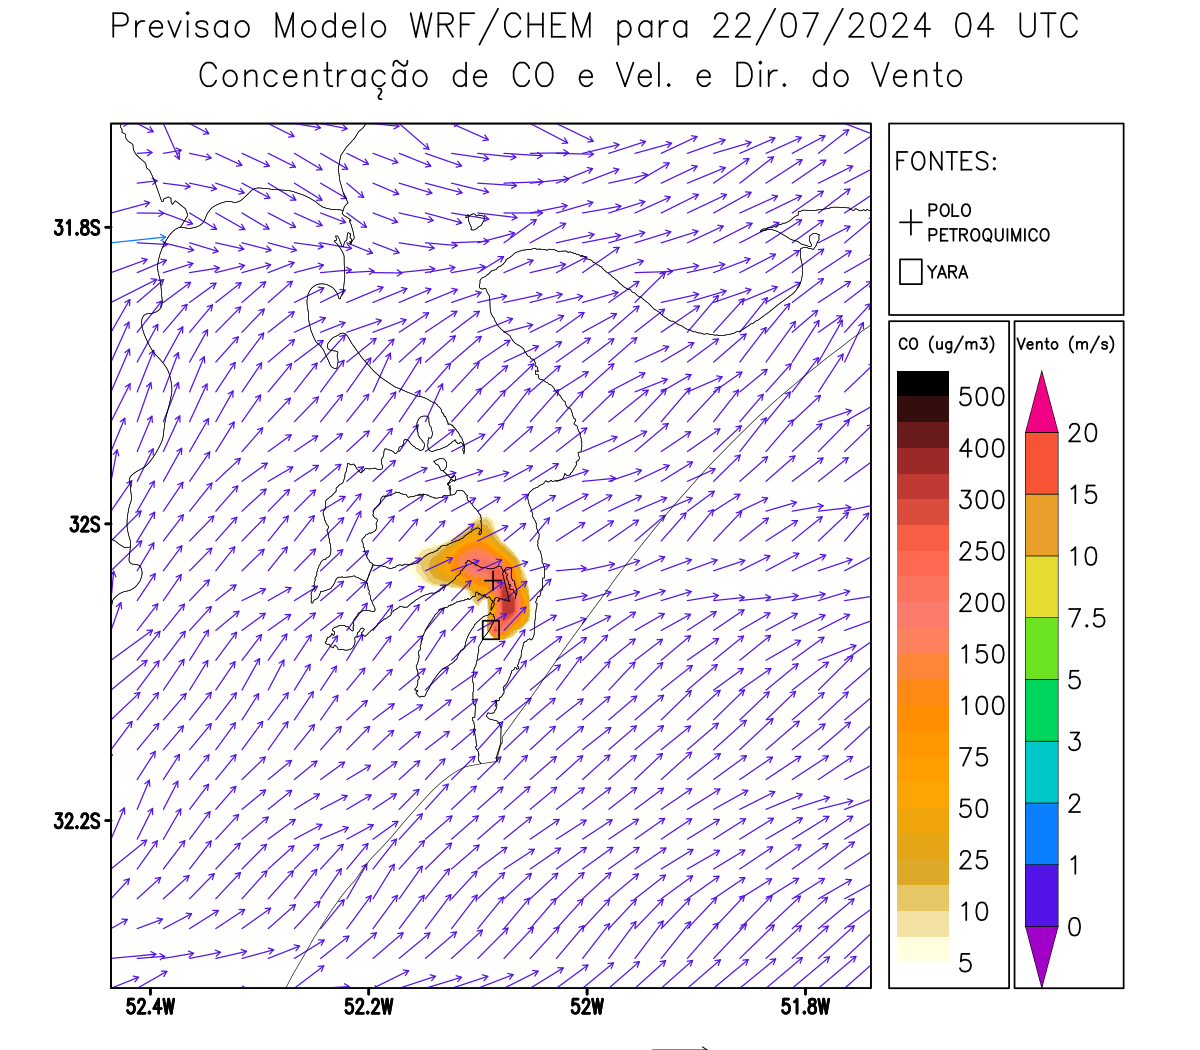 Previsao Modelo WRF/CHEM para 22/07/2024 04 UTC
Concentração de CO e Vel. e Dir. do Vento
FONTES:
POLO
PETROQUIMICO
YARA
31.8S
32S
32.2S
52.4W
52.2W
52W
51.8W
CO (ug/m3)
500
400
300
250
200
150
100
75
50
25
10
5
Vento (m/s)
20
15
10
7.5
5
3
2
1
0